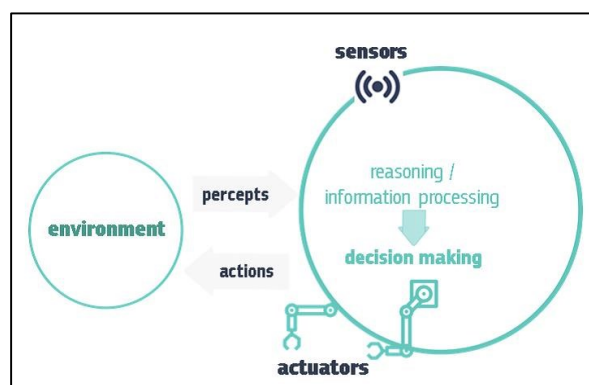 sensors
reasoning /
information processing
percepts
environment
decision making
actions
actuators